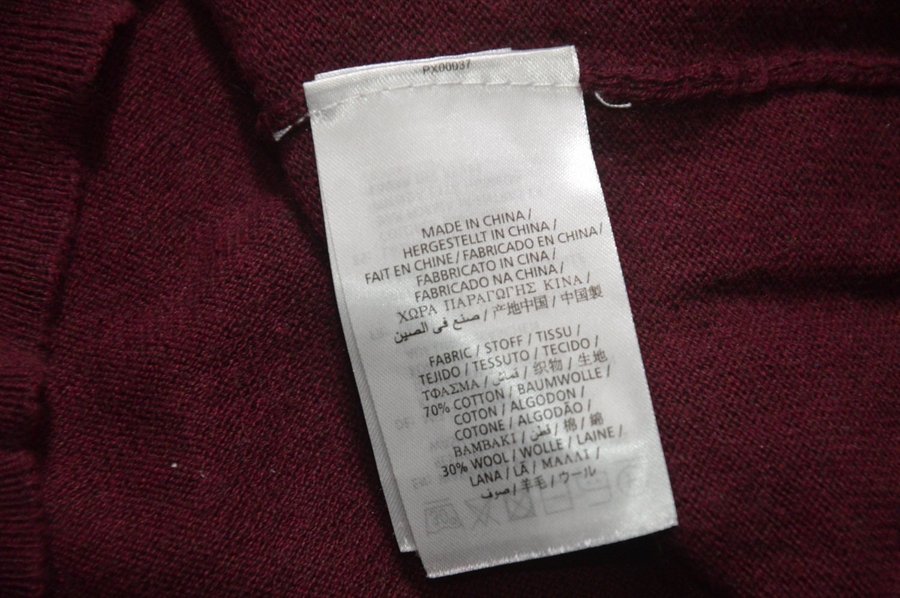 PX00037
MADE IN CHINA /
HERGESTELLT IN CHINA /
FAIT EN CHINE / FABRICADO EN CHINA /
FABBRICATO IN CINA /
FABRICADO NA CHINA /
ΧΩΡΑ ΠΑΡΑΓΩΓΗΣ ΚΙΝΑ /
صنع في الصين / 产地中国 / 中国製
FABRIC / STOFF / TISSU /
TEJIDO / TESSUTO / TECIDO /
ΤΦΑΣΜΑ / قماش / 织物 / 生地
70% COTTON / BAUMWOLLE /
COTON / ALGODON /
COTONE / ALGODÃO /
ΒΑΜΒΑΚΙ / قطن / 棉 / 綿
30% WOOL / WOLLE / LAINE /
LANA / LÃ / ΜΑΛΛΙ /
صوف / 羊毛 / ウール